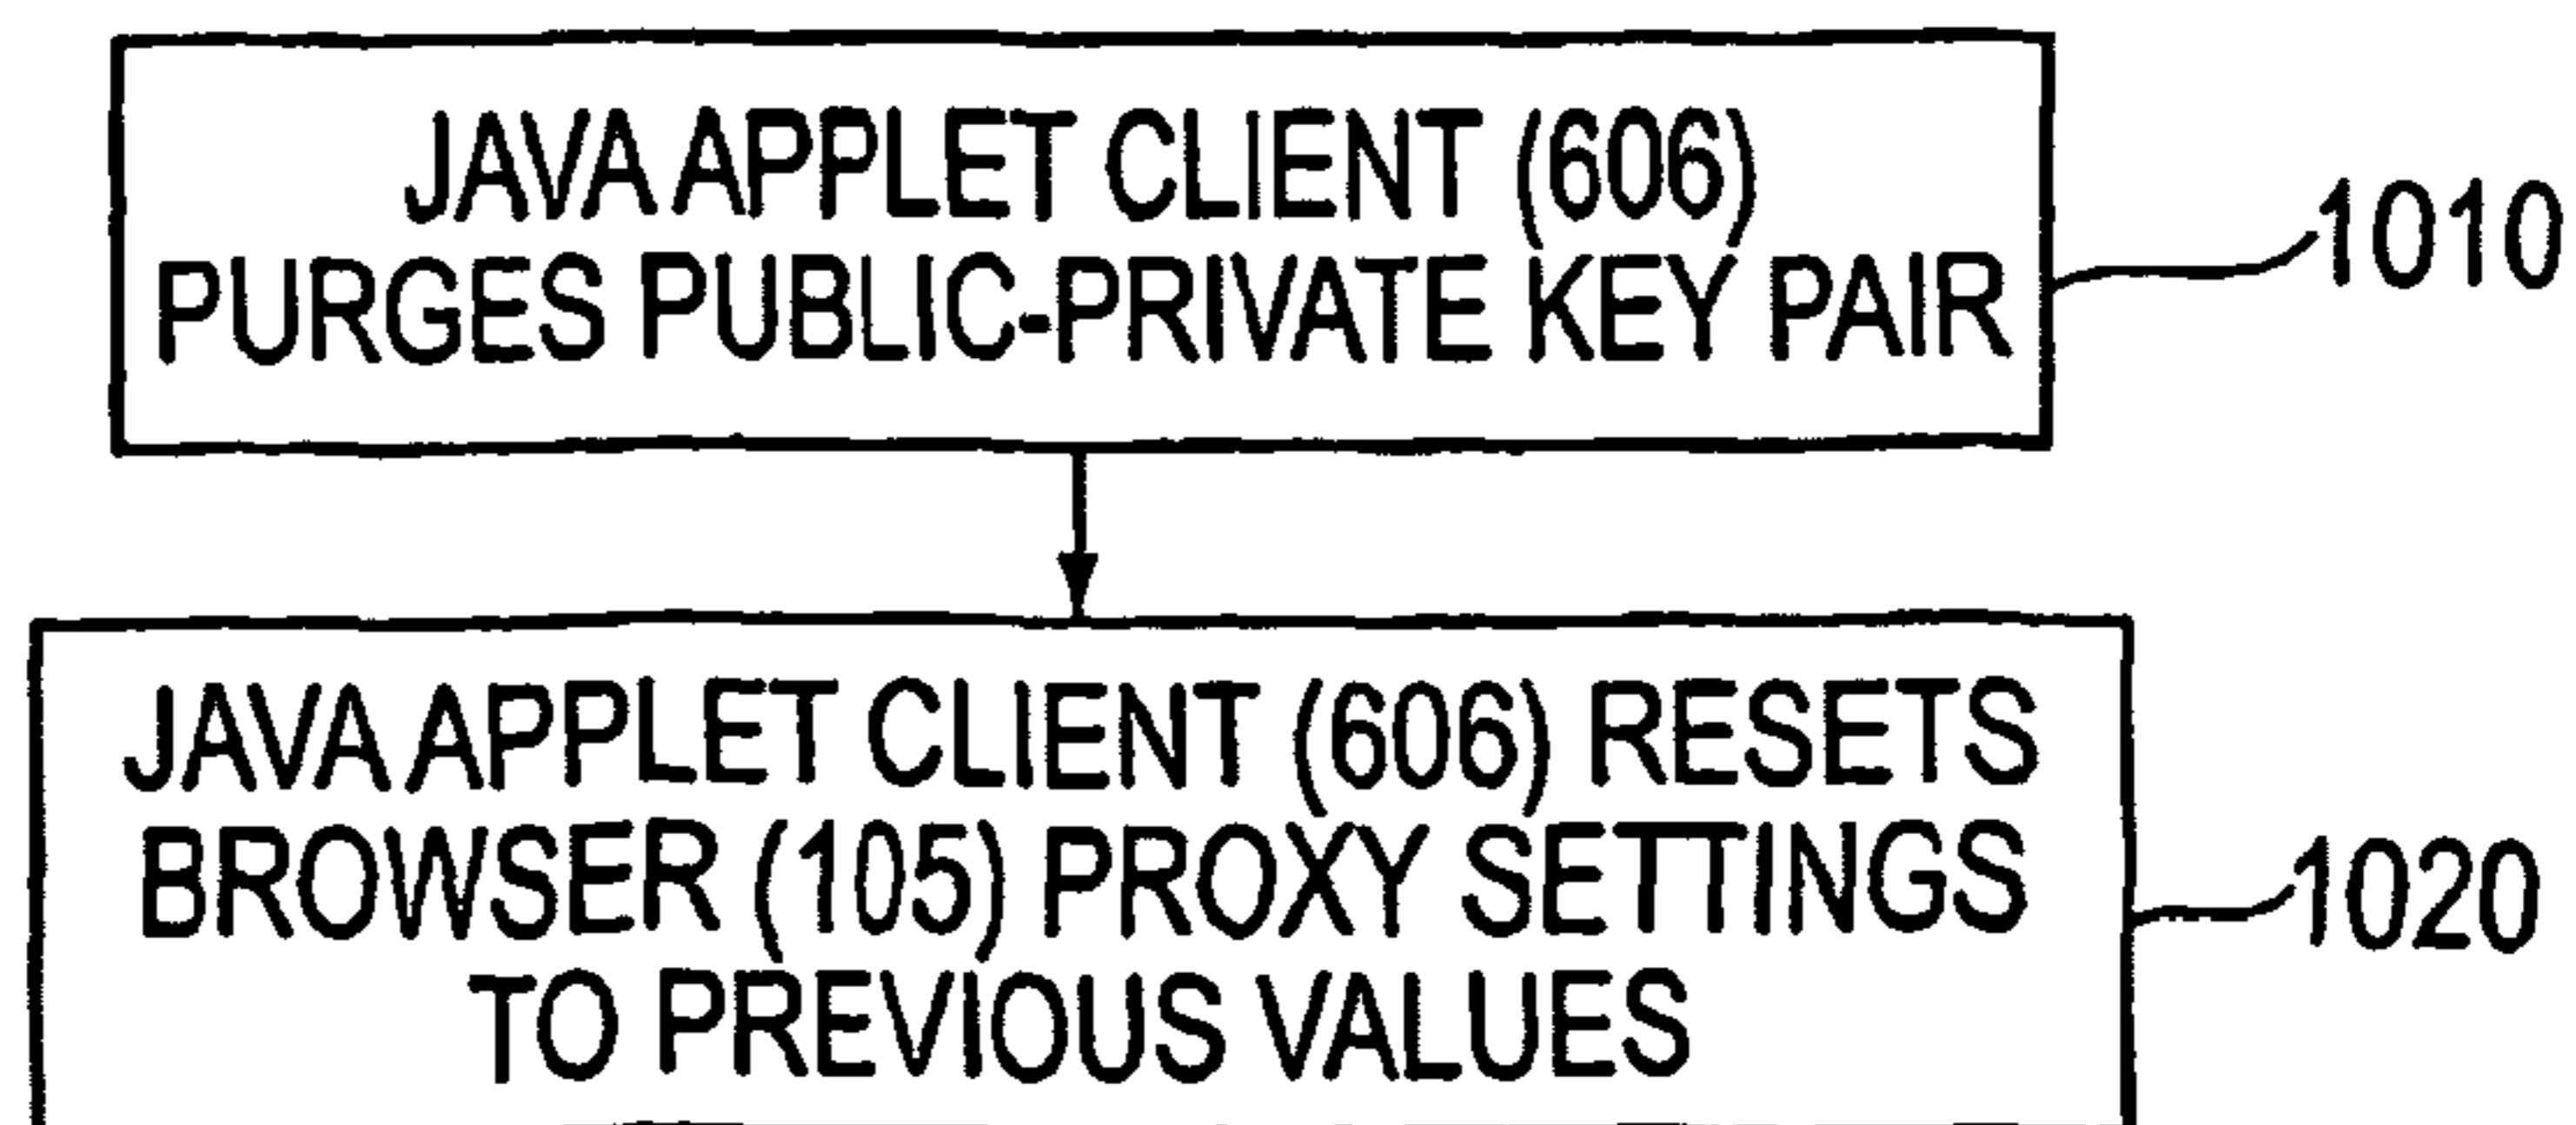 JAVA APPLET CLIENT (606)
PURGES PUBLIC-PRIVATE KEY PAIR
1010
JAVA APPLET CLIENT (606) RESETS
BROWSER (105) PROXY SETTINGS
TO PREVIOUS VALUES
1020